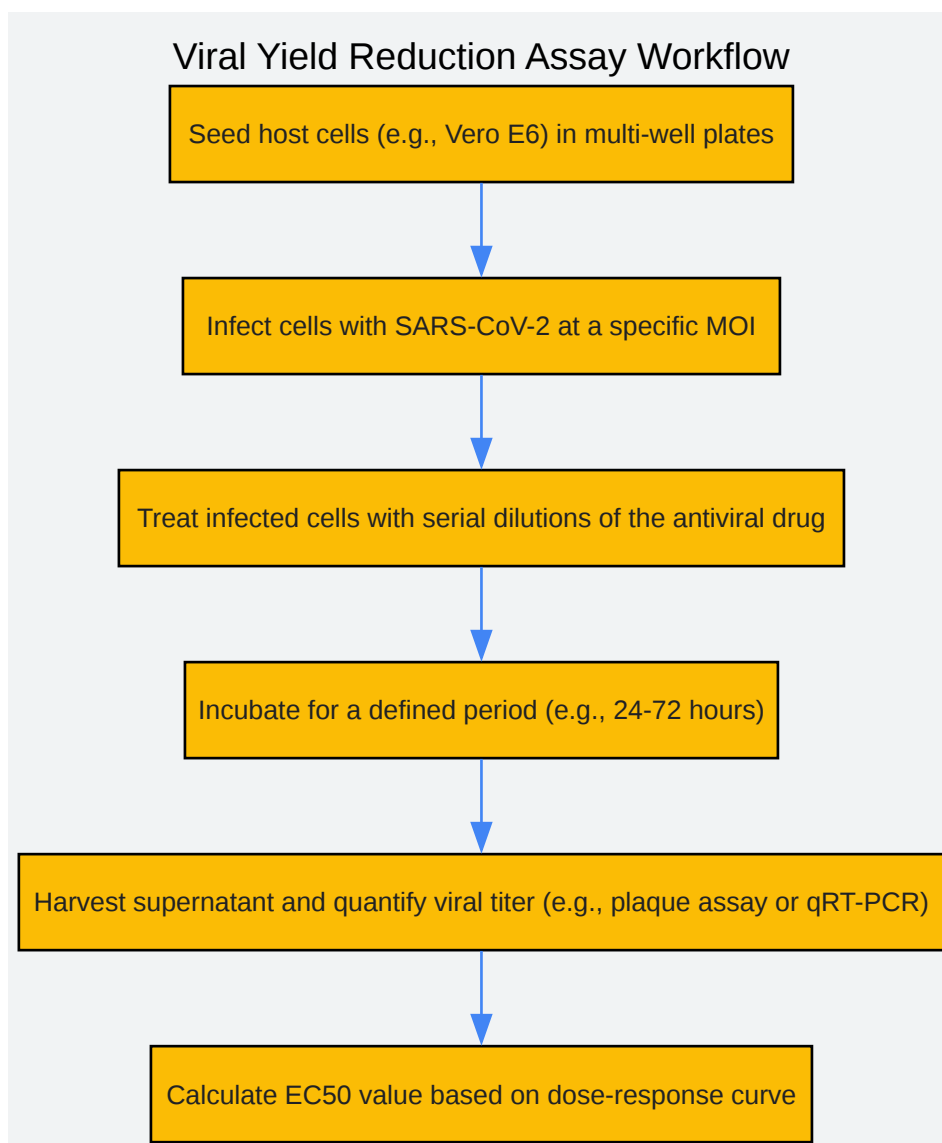 Viral Yield Reduction Assay Workflow
Seed host cells (e.g., Vero E6) in multi-well plates
Infect cells with SARS-CoV-2 at a specific MOI
Treat infected cells with serial dilutions of the antiviral drug
Incubate for a defined period (e.g., 24-72 hours)
Harvest supernatant and quantify viral titer (e.g., plaque assay or qRT-PCR)
Calculate EC50 value based on dose-response curve